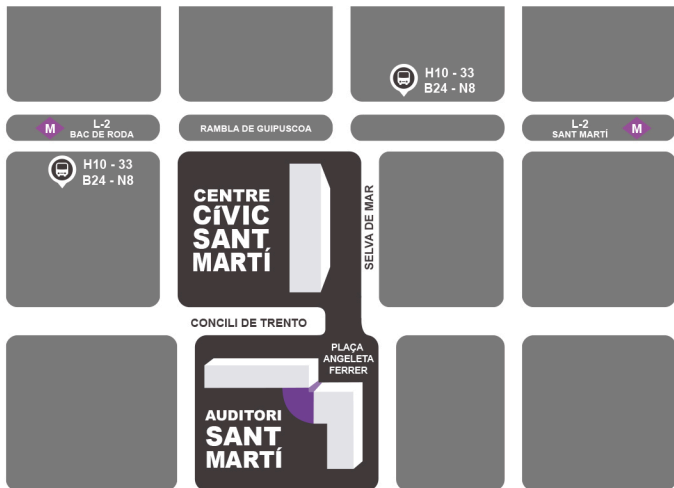 H10 - 33
B24 - N8
M
L-2
BAC DE RODA
RAMBLA DE GUIPUSCOA
L-2
SANT MARTÍ
M
H10 - 33
B24 - N8
CENTRE
CÍVIC
SANT
MARTÍ
SELVA DE MAR
CONCILI DE TRENTO
PLAÇA
ANGELETA
FERRER
AUDITORI
SANT
MARTÍ